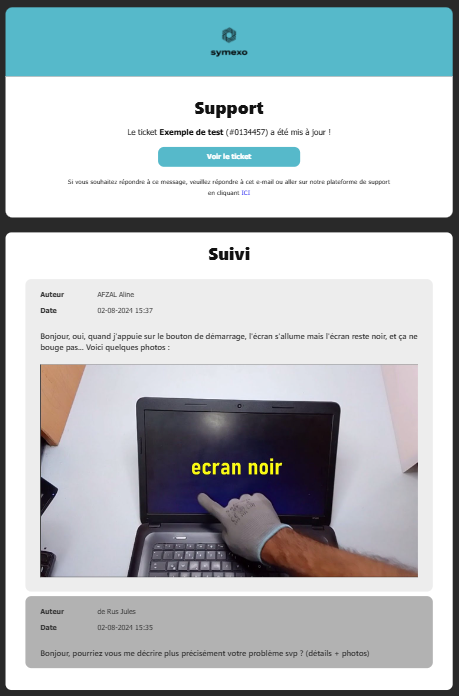 symexo
Support
Le ticket Exemple de test (#0134457) a été mis à jour !
Voir le ticket
Si vous souhaitez répondre à ce message, veuillez répondre à cet e-mail ou aller sur notre plateforme de support
en cliquant ICI
Suivi
Auteur AFZAL Aline
Date 02-08-2024 15:37
Bonjour, oui, quand j'appuie sur le bouton de démarrage, l'écran s'allume mais l'écran reste noir, et ça ne
bouge pas... Voici quelques photos :
ecran noir
Auteur de Rus Jules
Date 02-08-2024 15:35
Bonjour, pourriez vous me décrire plus précisément votre problème svp ? (détails + photos)